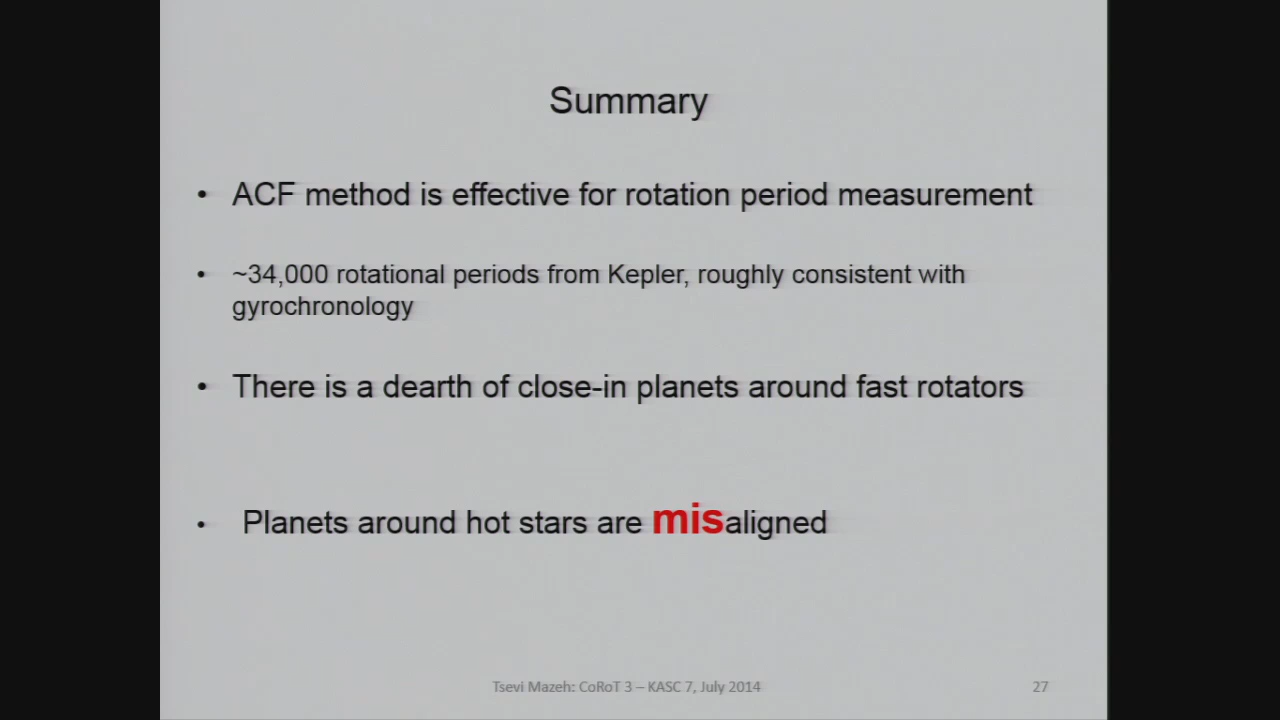 Summary
• ACF method is effective for rotation period measurement
• ~34,000 rotational periods from Kepler, roughly consistent with
gyrochronology
• There is a dearth of close-in planets around fast rotators
• Planets around hot stars are misaligned
Tsevi Mazeh: CoRoT 3 – KASC 7, July 2014 27